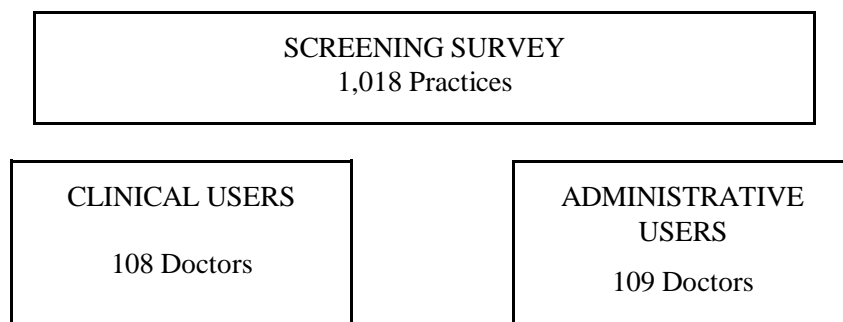 SCREENING SURVEY
1,018 Practices
CLINICAL USERS
108 Doctors
ADMINISTRATIVE
USERS
109 Doctors